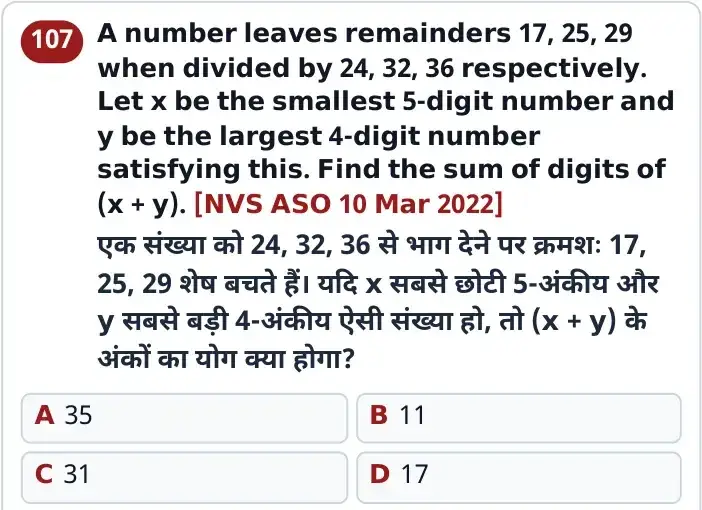 107 A number leaves remainders 17, 25, 29
when divided by 24, 32, 36 respectively.
Let x be the smallest 5-digit number and
y be the largest 4-digit number
satisfying this. Find the sum of digits of
(x + y). [NVS ASO 10 Mar 2022]
एक संख्या को 24, 32, 36 से भाग देने पर क्रमशः 17,
25, 29 शेष बचते हैं। यदि x सबसे छोटी 5-अंकीय और
y सबसे बड़ी 4-अंकीय ऐसी संख्या हो, तो (x + y) के
अंकों का योग क्या होगा?
A 35
B 11
C 31
D 17